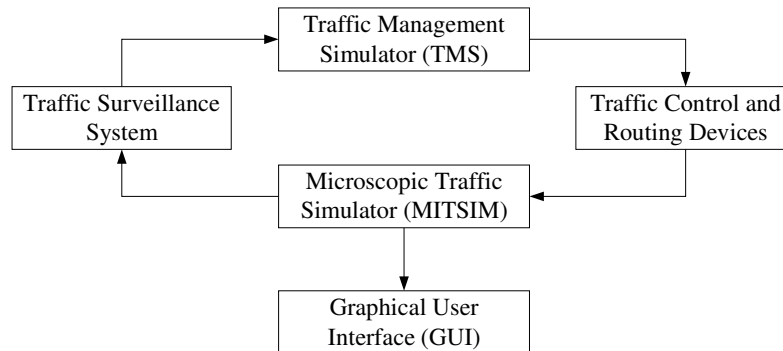 Traffic Management
Simulator (TMS)
Traffic Surveillance
System
Traffic Control and
Routing Devices
Microscopic Traffic
Simulator (MITSIM)
Graphical User
Interface (GUI)